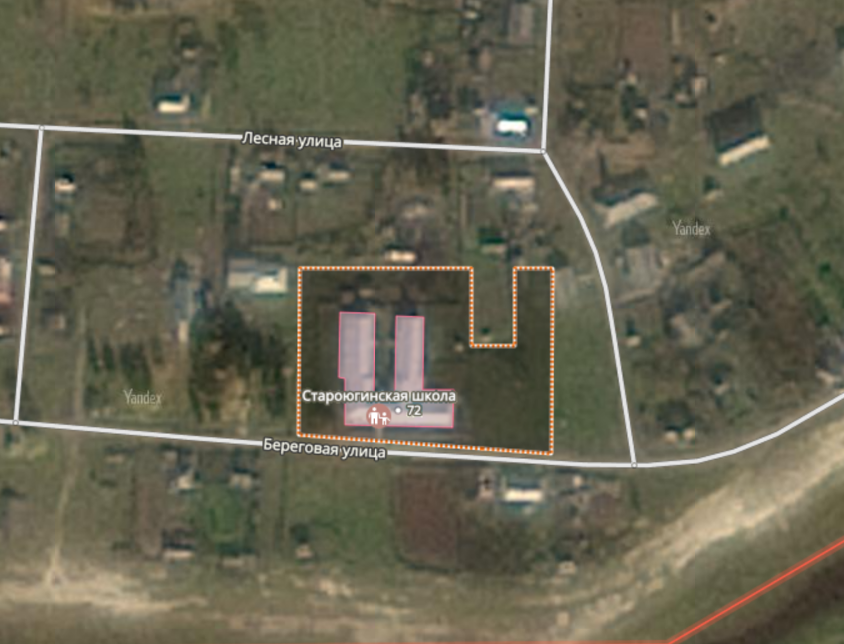 Лесная улица
Yandex
Yandex
Староюгинская школа
72
Береговая улица